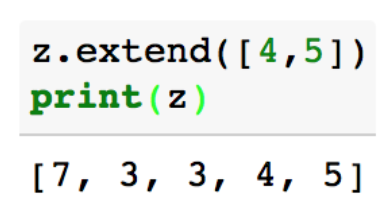 z.extend([4,5])
print(z)
[7, 3, 3, 4, 5]